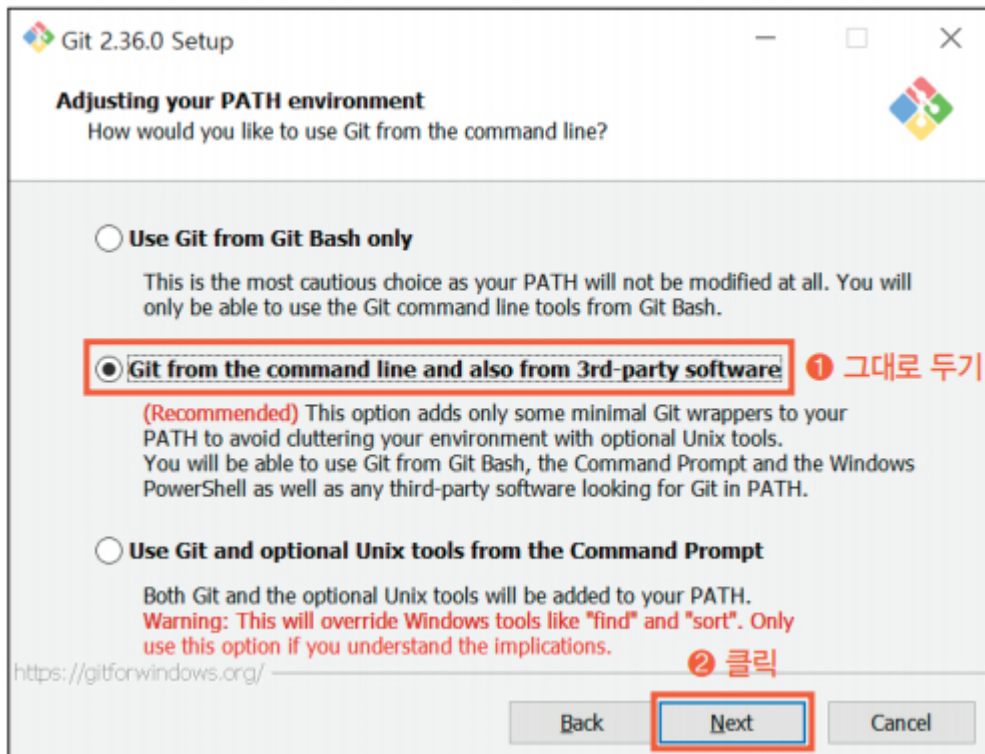 Git 2.36.0 Setup
Adjusting your PATH environment
How would you like to use Git from the command line?
Use Git from Git Bash only
This is the most cautious choice as your PATH will not be modified at all. You will
only be able to use the Git command line tools from Git Bash.
Git from the command line and also from 3rd-party software
❶ 그대로 두기
(Recommended) This option adds only some minimal Git wrappers to your
PATH to avoid cluttering your environment with optional Unix tools.
You will be able to use Git from Git Bash, the Command Prompt and the Windows
PowerShell as well as any third-party software looking for Git in PATH.
Use Git and optional Unix tools from the Command Prompt
Both Git and the optional Unix tools will be added to your PATH.
Warning: This will override Windows tools like "find" and "sort". Only
use this option if you understand the implications.
❷ 클릭
https://gitforwindows.org/
Back
Next
Cancel